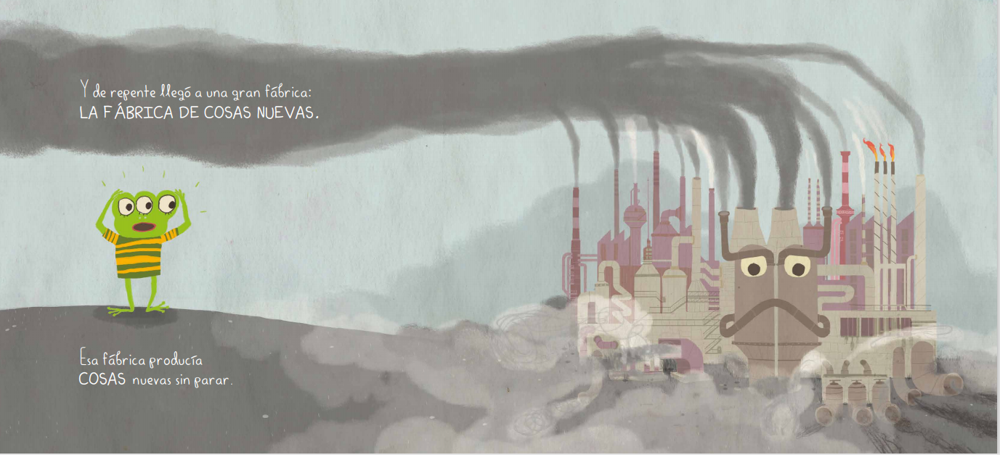 Y de repente llegó a una gran fábrica:
LA FÁBRICA DE COSAS NUEVAS.
Esa fábrica producía
COSAS nuevas sin parar.